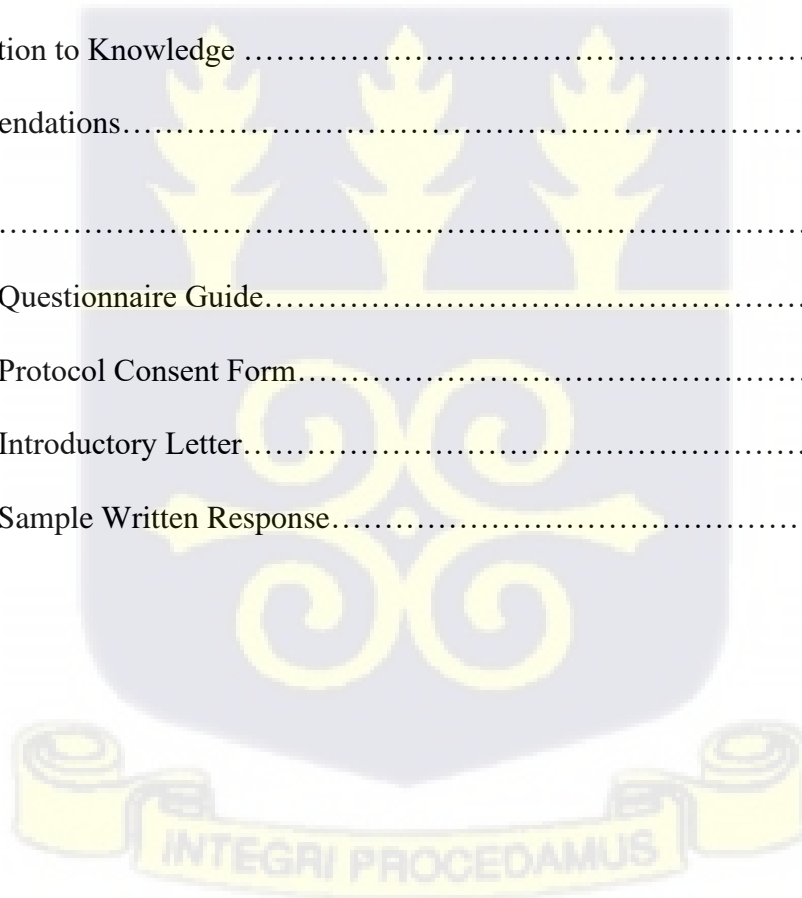 tion to Knowledge ……………………………………………………
endations…………………………………………………………………
…………………………………………………………………………………
Questionnaire Guide……………………………………………………
Protocol Consent Form…………………………………………………
Introductory Letter………………………………………………………
Sample Written Response………………………………………………
INTEGRI PROCEDAMUS